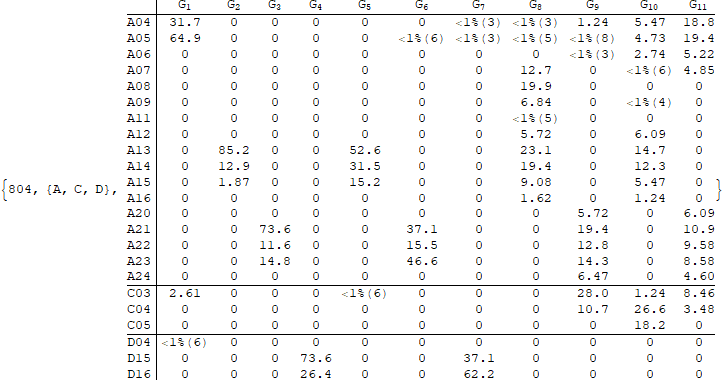 G1 G2 G3 G4 G5 G6 G7 G8 G9 G10 G11
A04 31.7 0 0 0 0 0 <1%(3) <1%(3) 1.24 5.47 18.8
A05 64.9 0 0 0 0 <1%(6) <1%(3) <1%(5) <1%(8) 4.73 19.4
A06 0 0 0 0 0 0 0 0 <1%(3) 2.74 5.22
A07 0 0 0 0 0 0 0 12.7 0 <1%(6) 4.85
A08 0 0 0 0 0 0 0 19.9 0 0 0
A09 0 0 0 0 0 0 0 6.84 0 <1%(4) 0
A11 0 0 0 0 0 0 0 <1%(5) 0 0 0
A12 0 0 0 0 0 0 0 5.72 0 6.09 0
A13 0 85.2 0 0 52.6 0 0 23.1 0 14.7 0
A14 0 12.9 0 0 31.5 0 0 19.4 0 12.3 0
{804, {A, C, D}, A15 0 1.87 0 0 15.2 0 0 9.08 0 5.47 0 }
A16 0 0 0 0 0 0 0 1.62 0 1.24 0
A20 0 0 0 0 0 0 0 0 5.72 0 6.09
A21 0 0 73.6 0 0 37.1 0 0 19.4 0 10.9
A22 0 0 11.6 0 0 15.5 0 0 12.8 0 9.58
A23 0 0 14.8 0 0 46.6 0 0 14.3 0 8.58
A24 0 0 0 0 0 0 0 0 6.47 0 4.60
C03 2.61 0 0 0 <1%(6) 0 0 0 28.0 1.24 8.46
C04 0 0 0 0 0 0 0 0 10.7 26.6 3.48
C05 0 0 0 0 0 0 0 0 0 18.2 0
D04 <1%(6) 0 0 0 0 0 0 0 0 0 0
D15 0 0 0 73.6 0 0 37.1 0 0 0 0
D16 0 0 0 26.4 0 0 62.2 0 0 0 0